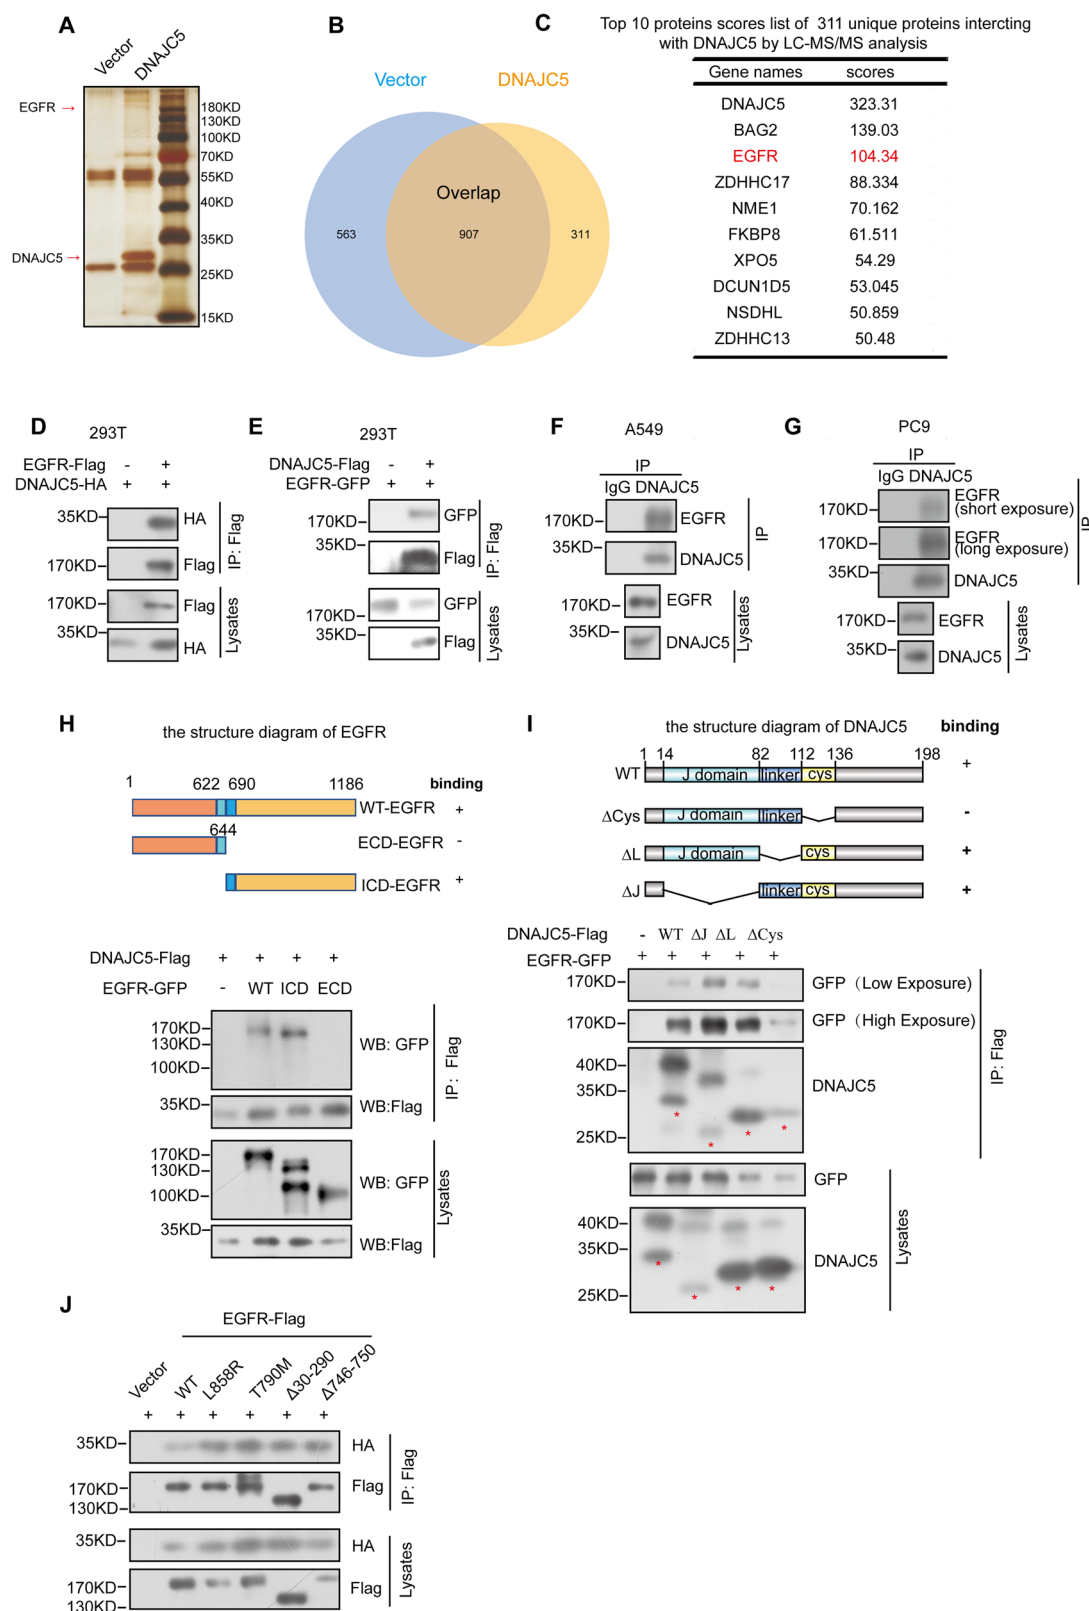 A
Vector
DNAJC5
EGFR →
180KD
130KD
100KD
70KD
55KD
40KD
35KD
DNAJC5 →
25KD
15KD
B
Vector
DNAJC5
Overlap
563
907
311
C
Top 10 proteins scores list of 311 unique proteins intercting
with DNAJC5 by LC-MS/MS analysis
Gene names scores
DNAJC5 323.31
BAG2 139.03
EGFR 104.34
ZDHHC17 88.334
NME1 70.162
FKBP8 61.511
XPO5 54.29
DCUN1D5 53.045
NSDHL 50.859
ZDHHC13 50.48
D
293T
EGFR-Flag - +
DNAJC5-HA + +
35KD HA
170KD Flag
IP: Flag
170KD Flag
35KD HA
Lysates
E
293T
DNAJC5-Flag - +
EGFR-GFP + +
170KD GFP
35KD Flag
IP: Flag
170KD GFP
35KD Flag
Lysates
F
A549
IP
IgG DNAJC5
170KD EGFR
35KD DNAJC5
IP
170KD EGFR
35KD DNAJC5
Lysates
G
PC9
IP
IgG DNAJC5
170KD EGFR
(short exposure)
170KD EGFR
(long exposure)
35KD DNAJC5
IP
170KD EGFR
35KD DNAJC5
Lysates
H
the structure diagram of EGFR
1 622 690 1186 binding
WT-EGFR +
644
ECD-EGFR -
ICD-EGFR +
DNAJC5-Flag + + + +
EGFR-GFP - WT ICD ECD
170KD
130KD
100KD
WB: GFP
35KD WB:Flag
IP: Flag
170KD
130KD
100KD
WB: GFP
35KD WB:Flag
Lysates
I
the structure diagram of DNAJC5 binding
1 14 82 112 136 198
WT J domain linker cys +
ΔCys J domain linker -
ΔL J domain cys +
ΔJ linker cys +
DNAJC5-Flag - WT ΔJ ΔL ΔCys
EGFR-GFP + + + + +
170KD GFP (Low Exposure)
170KD GFP (High Exposure)
40KD
35KD
25KD
DNAJC5
* * * *
IP: Flag
GFP
40KD
35KD
25KD
DNAJC5
* * * *
Lysates
J
EGFR-Flag
Vector
WT
L858R
T790M
Δ30-290
Δ746-750
+ + + + + +
35KD HA
170KD
130KD
Flag
IP: Flag
35KD HA
170KD
130KD
Flag
Lysates